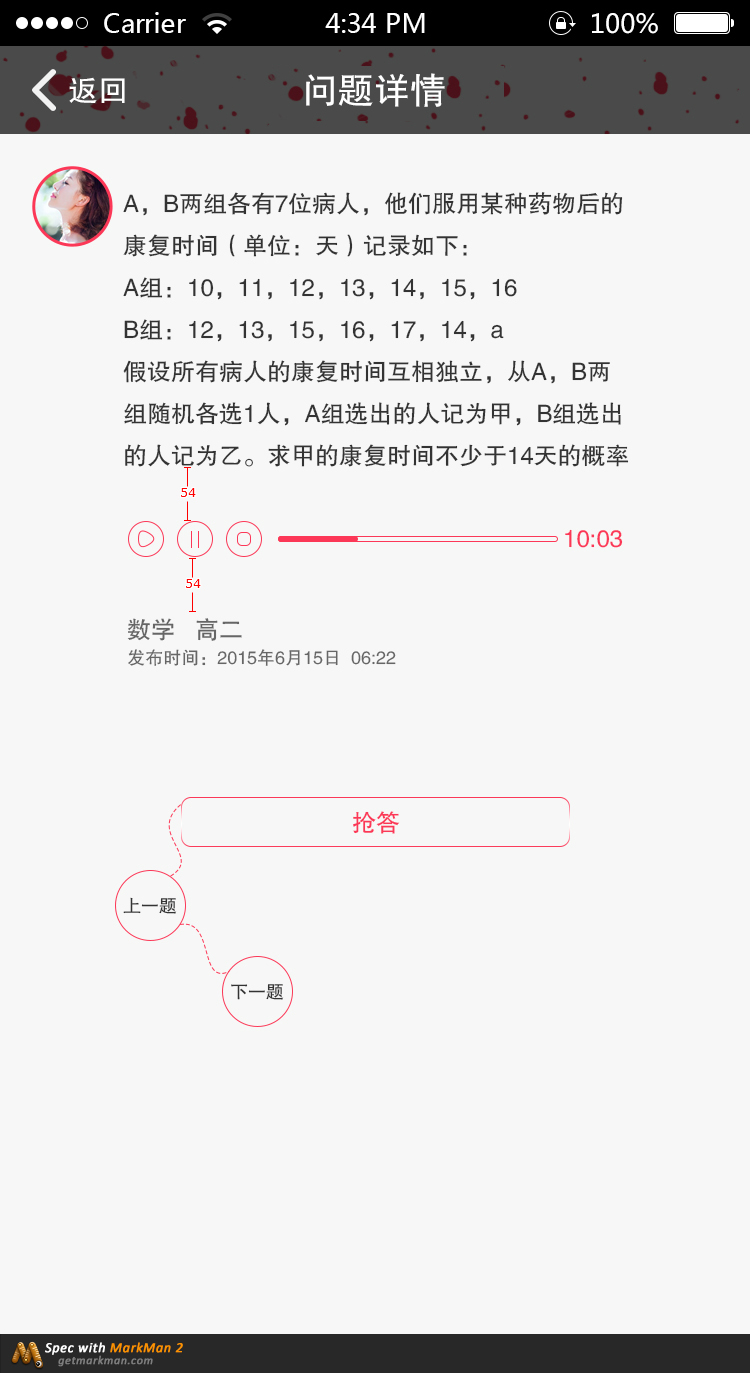 Carrier 4:34 PM 100%
返回 问题详情
A，B两组各有7位病人，他们服用某种药物后的
康复时间（单位：天）记录如下：
A组：10，11，12，13，14，15，16
B组：12，13，15，16，17，14，a
假设所有病人的康复时间互相独立，从A，B两
组随机各选1人，A组选出的人记为甲，B组选出
的人记为乙。求甲的康复时间不少于14天的概率
54
10:03
54
数学 高二
发布时间：2015年6月15日 06:22
抢答
上一题
下一题
Spec with MarkMan 2
getmarkman.com